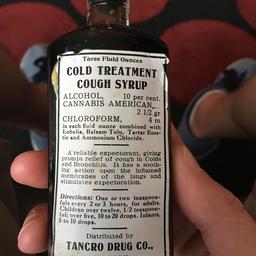 Three Fluid Ounces
COLD TREATMENT
COUGH SYRUP
ALCOHOL, 10 per cent.
CANNABIS AMERICAN,
2 1/2 gr
CHLOROFORM, 4 m
in each fluid ounce combined with
Lobelia, Balsam Tolu, Tartar Eme-
tic and Ammonium Chloride.
A reliable expectorant, giving
prompt relief of cough in Colds
and Bronchitis. It has a sooth-
ing action upon the inflamed
membranes of the lungs and
stimulates expectoration.
Directions: One or two teaspoon-
fuls every 2 or 3 hours, for adults.
Children over twelve, 1-2 teaspoon-
ful; over five, 10 to 20 drops. Infants,
5 to 10 drops.
Distributed by
TANCRO DRUG CO.,